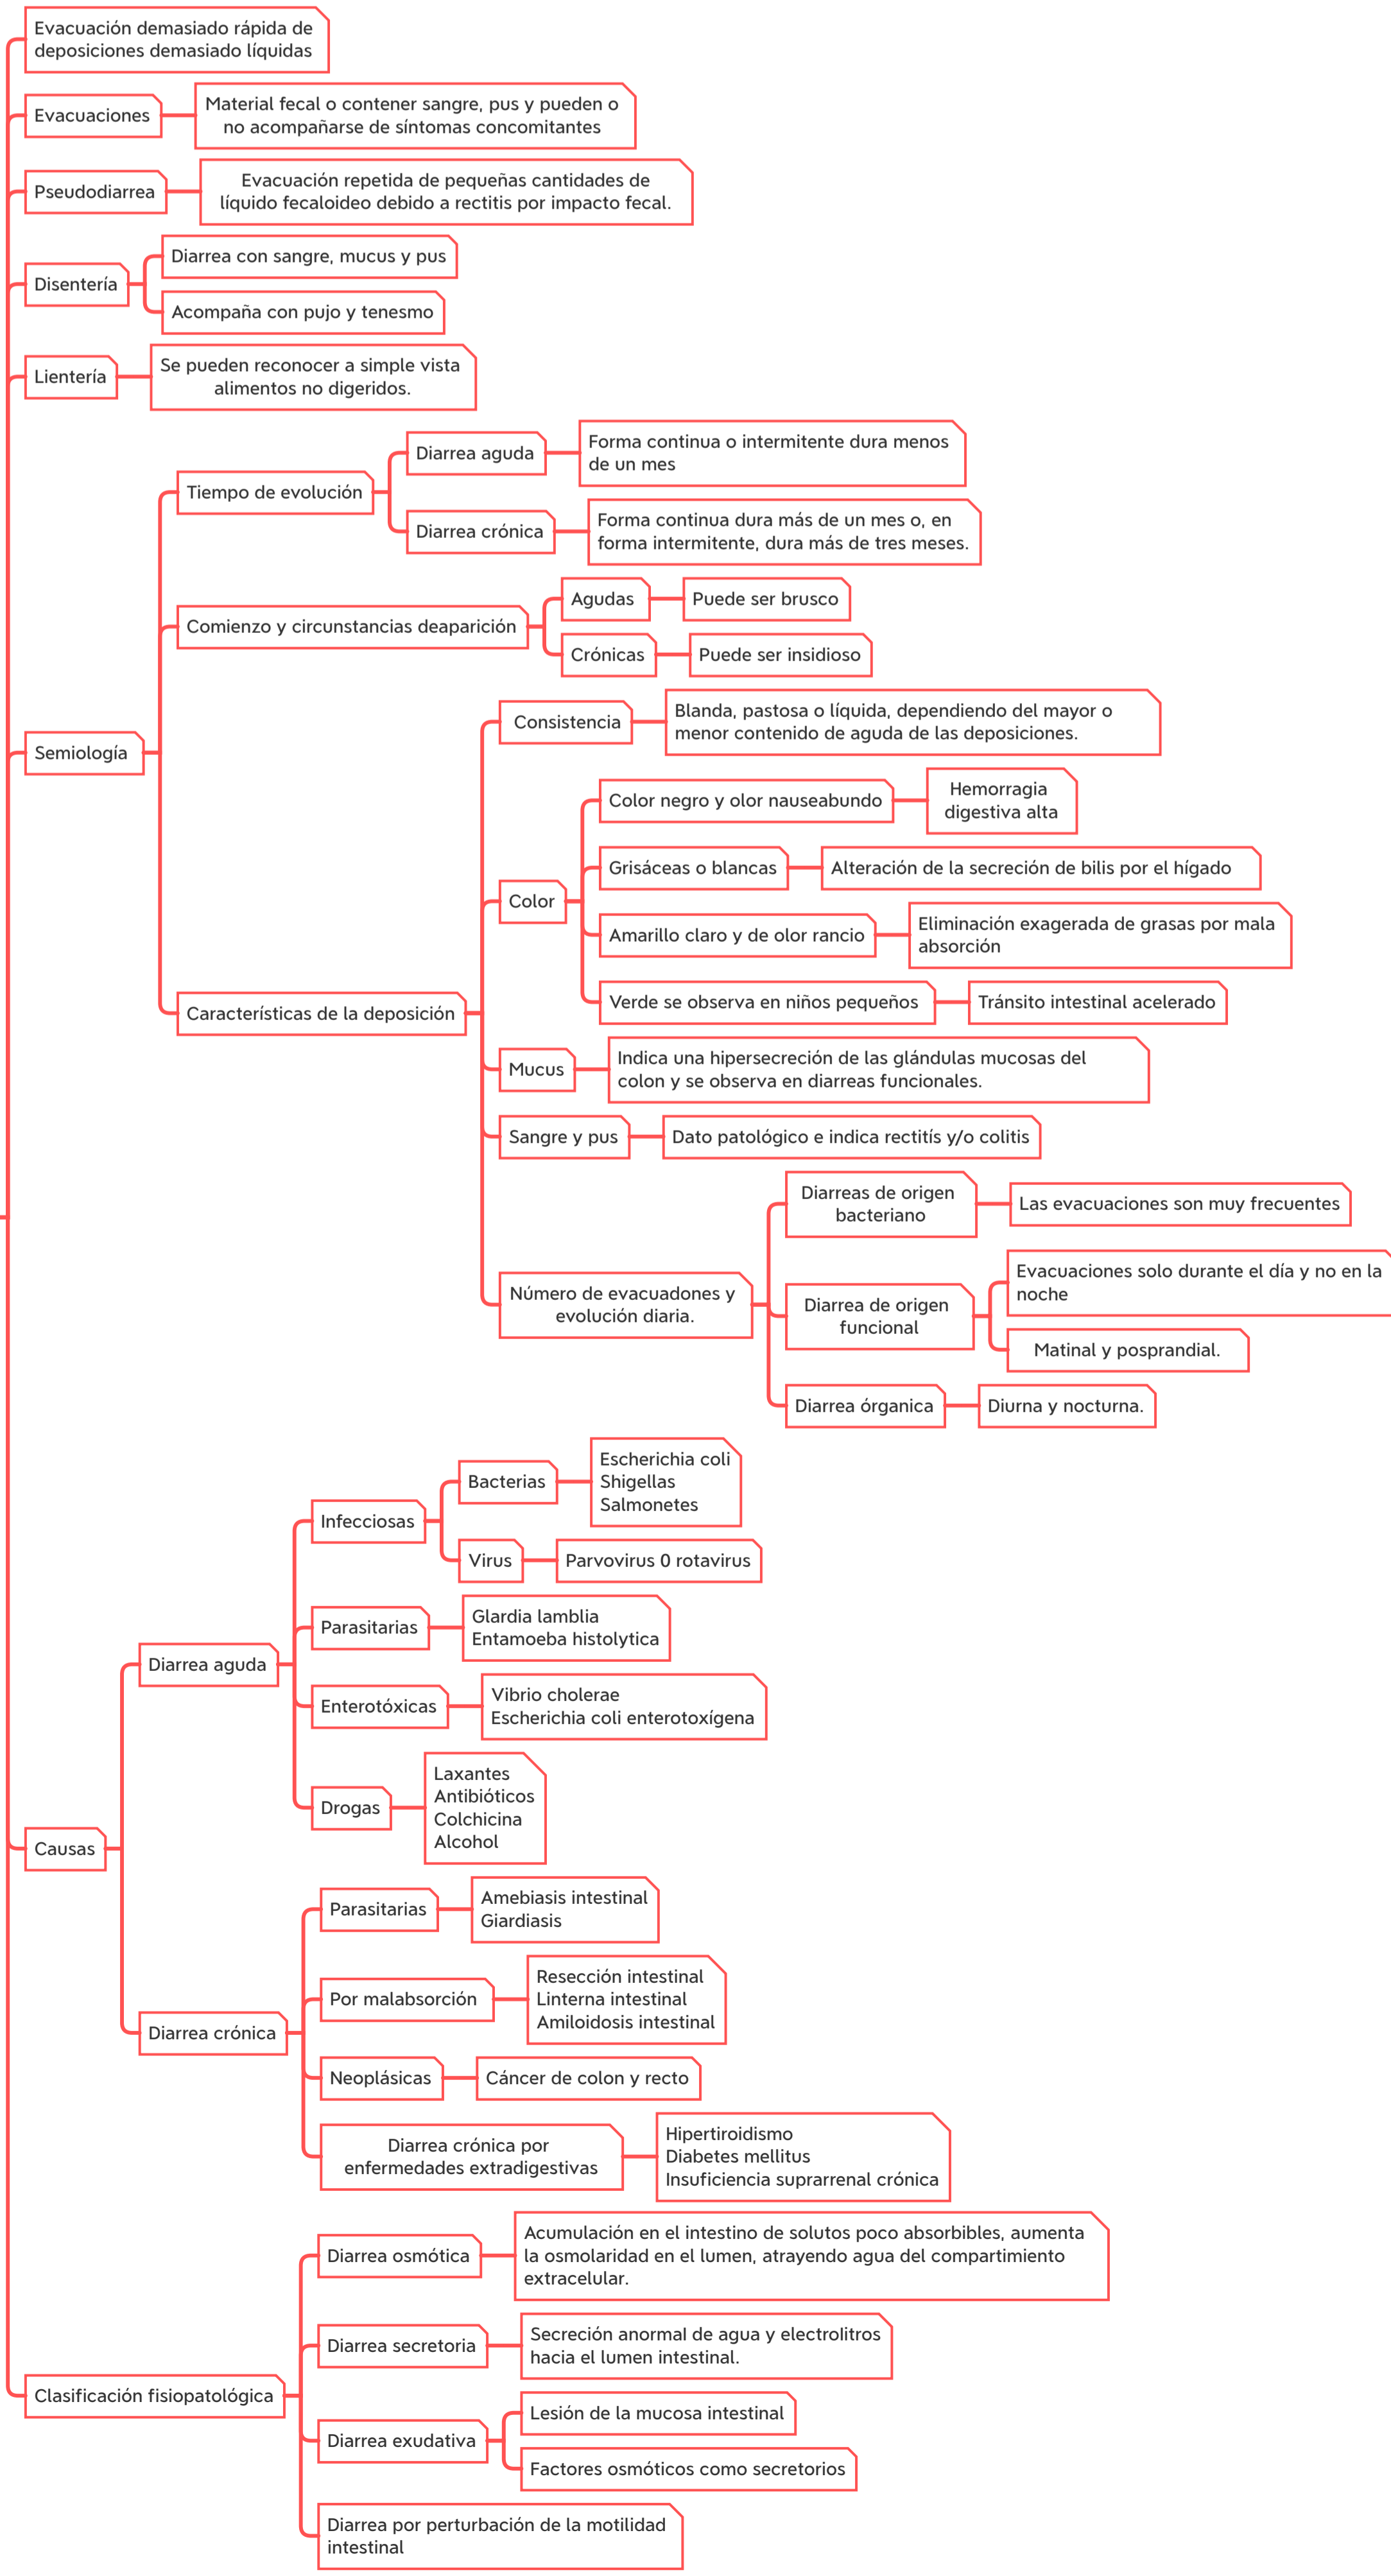 Evacuación demasiado rápida de
deposiciones demasiado líquidas
Evacuaciones
Material fecal o contener sangre, pus y pueden o
no acompañarse de síntomas concomitantes
Pseudodiarrea
Evacuación repetida de pequeñas cantidades de
líquido fecaloideo debido a rectitis por impacto fecal.
Disentería
Diarrea con sangre, mucus y pus
Acompaña con pujo y tenesmo
Lientería
Se pueden reconocer a simple vista
alimentos no digeridos.
Semiología
Tiempo de evolución
Diarrea aguda
Forma continua o intermitente dura menos
de un mes
Diarrea crónica
Forma continua dura más de un mes o, en
forma intermitente, dura más de tres meses.
Comienzo y circunstancias deaparición
Agudas
Puede ser brusco
Crónicas
Puede ser insidioso
Características de la deposición
Consistencia
Blanda, pastosa o líquida, dependiendo del mayor o
menor contenido de aguda de las deposiciones.
Color
Color negro y olor nauseabundo
Hemorragia
digestiva alta
Grisáceas o blancas
Alteración de la secreción de bilis por el hígado
Amarillo claro y de olor rancio
Eliminación exagerada de grasas por mala
absorción
Verde se observa en niños pequeños
Tránsito intestinal acelerado
Mucus
Indica una hipersecreción de las glándulas mucosas del
colon y se observa en diarreas funcionales.
Sangre y pus
Dato patológico e indica rectitís y/o colitis
Número de evacuadones y
evolución diaria.
Diarreas de origen
bacteriano
Las evacuaciones son muy frecuentes
Diarrea de origen
funcional
Evacuaciones solo durante el día y no en la
noche
Matinal y posprandial.
Diarrea órganica
Diurna y nocturna.
Causas
Diarrea aguda
Infecciosas
Bacterias
Escherichia coli
Shigellas
Salmonetes
Virus
Parvovirus 0 rotavirus
Parasitarias
Glardia lamblia
Entamoeba histolytica
Enterotóxicas
Vibrio cholerae
Escherichia coli enterotoxígena
Drogas
Laxantes
Antibióticos
Colchicina
Alcohol
Diarrea crónica
Parasitarias
Amebiasis intestinal
Giardiasis
Por malabsorción
Resección intestinal
Linterna intestinal
Amiloidosis intestinal
Neoplásicas
Cáncer de colon y recto
Diarrea crónica por
enfermedades extradigestivas
Hipertiroidismo
Diabetes mellitus
Insuficiencia suprarrenal crónica
Clasificación fisiopatológica
Diarrea osmótica
Acumulación en el intestino de solutos poco absorbibles, aumenta
la osmolaridad en el lumen, atrayendo agua del compartimiento
extracelular.
Diarrea secretoria
Secreción anormal de agua y electrolitros
hacia el lumen intestinal.
Diarrea exudativa
Lesión de la mucosa intestinal
Factores osmóticos como secretorios
Diarrea por perturbación de la motilidad
intestinal